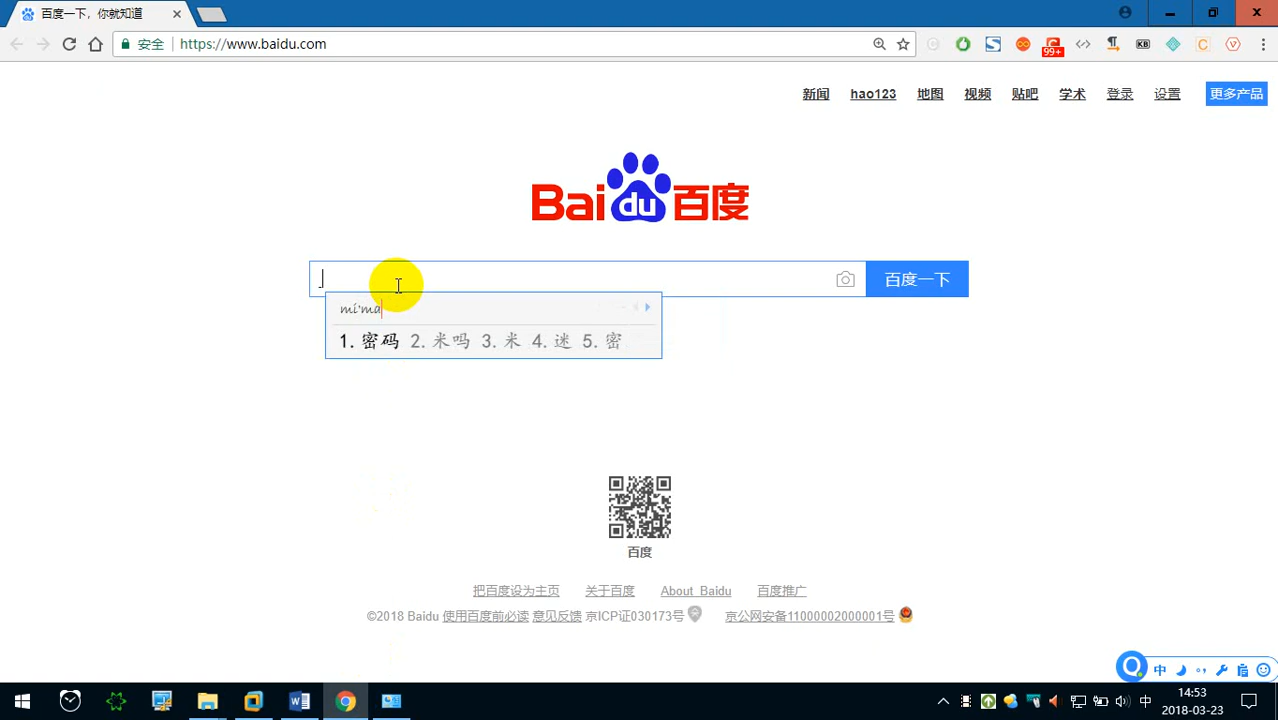 百度一下，你就知道
安全 https://www.baidu.com
99+
KB
新闻 hao123 地图 视频 贴吧 学术 登录 设置 更多产品
Bai du 百度
百度一下
mi'ma
1.密码 2.米吗 3.米 4.迷 5.密
百度
把百度设为主页 关于百度 About Baidu 百度推广
©2018 Baidu 使用百度前必读 意见反馈 京ICP证030173号 京公网安备11000002000001号
中
中
14:53
2018-03-23